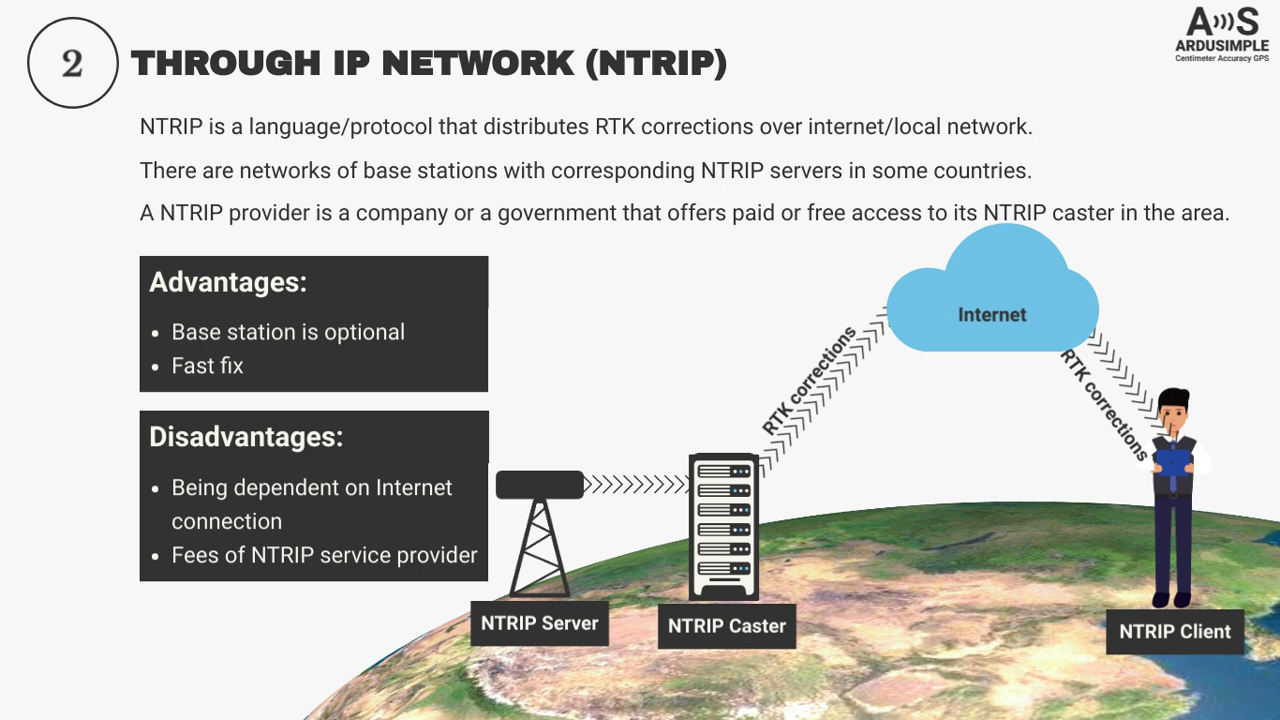 2
THROUGH IP NETWORK (NTRIP)
A S
ARDUSIMPLE
Centimeter Accuracy GPS
NTRIP is a language/protocol that distributes RTK corrections over internet/local network.
There are networks of base stations with corresponding NTRIP servers in some countries.
A NTRIP provider is a company or a government that offers paid or free access to its NTRIP caster in the area.
Advantages:
• Base station is optional
• Fast fix
Disadvantages:
• Being dependent on Internet
connection
• Fees of NTRIP service provider
Internet
RTK corrections
RTK corrections
NTRIP Server
NTRIP Caster
NTRIP Client